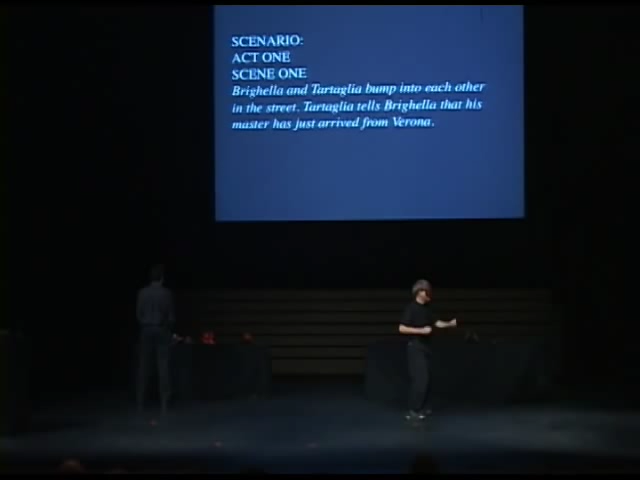 SCENARIO:
ACT ONE
SCENE ONE
Brighella and Tartaglia bump into each other
in the street. Tartaglia tells Brighella that his
master has just arrived from Verona.